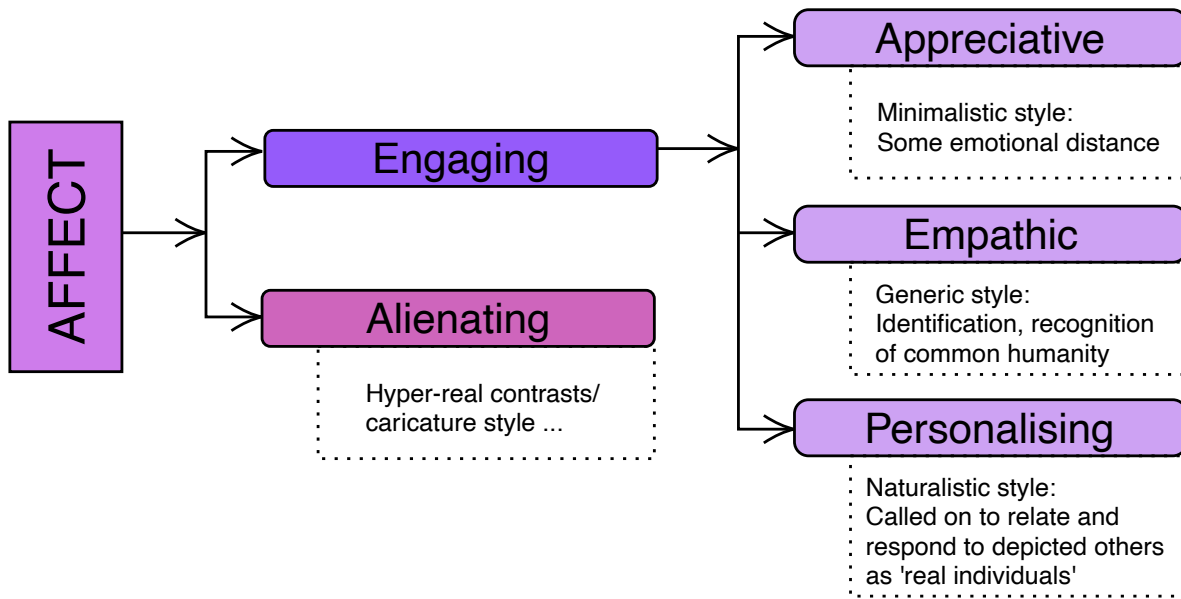 AFFECT
Engaging
Alienating
Hyper-real contrasts/
caricature style ...
Appreciative
Minimalistic style:
Some emotional distance
Empathic
Generic style:
Identification, recognition
of common humanity
Personalising
Naturalistic style:
Called on to relate and
respond to depicted others
as 'real individuals'